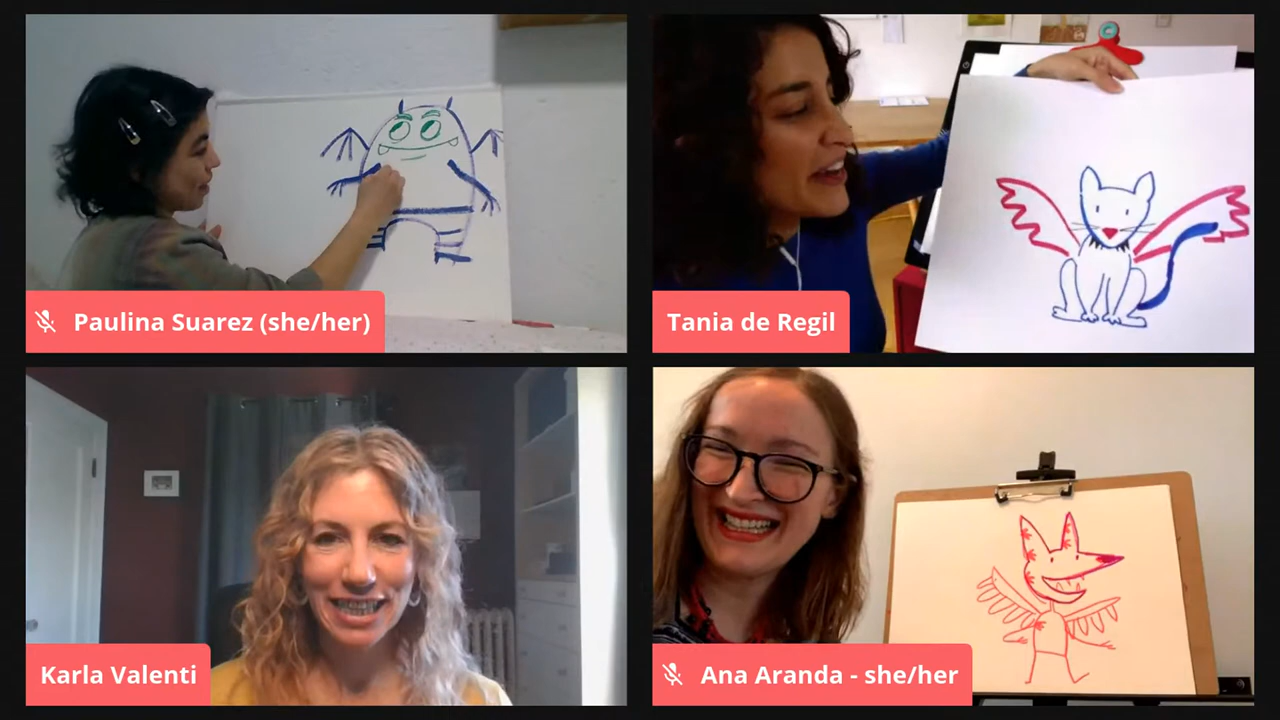 Paulina Suarez (she/her)
Tania de Regil
Karla Valenti
Ana Aranda - she/her